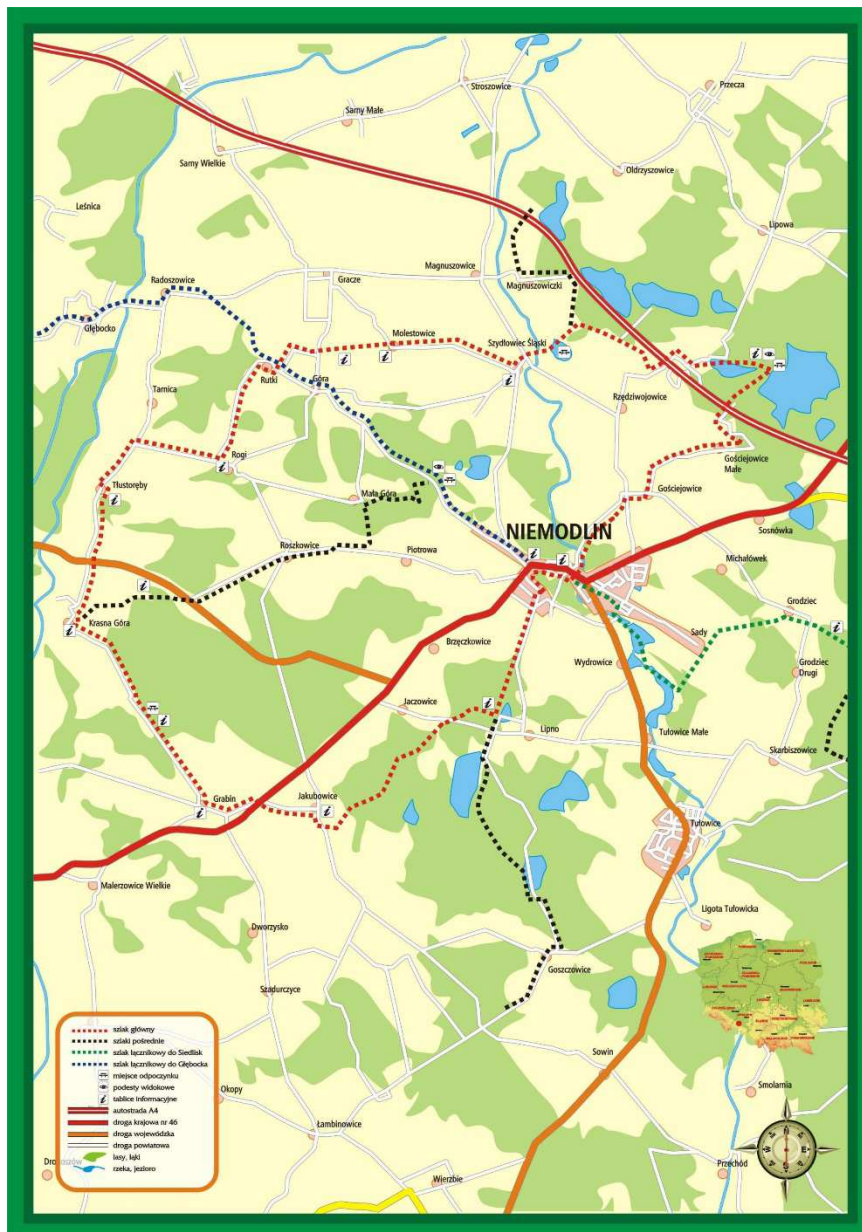 Stroszowice
Przecza
Sarny Małe
Sarny Wielkie
Oldrzyszowice
Leśnica
Lipowa
Radoszowice
Gracze
Magnuszowice
Magnuszowiczki
Głębocko
Molestowice
Szydłowiec Śląski
Rutki
Góra
Tarnica
Rzędziwojowice
Rogi
Gościejowice
Małe
Tłustoręby
Mała Góra
Gościejowice
NIEMODLIN
Sosnówka
Roszkowice
Piotrowa
Michałówek
Grodziec
Krasna Góra
Sady
Brzęczkowice
Wydrowice
Grodziec
Drugi
Jaczowice
Lipno
Tułowice Małe
Skarbiszowice
Grabin
Jakubowice
Tułowice
Malerzowice Wielkie
Ligota Tułowicka
Dworzysko
Goszczowice
Szadurczyce
szlak główny
szlaki pośrednie
szlak łącznikowy do Siedlisk
szlak łącznikowy do Głębocka
miejsce odpoczynku
podesty widokowe
tablice informacyjne
autostrada A4
droga krajowa nr 46
droga wojewódzka
droga powiatowa
lasy, łąki
rzeka, jezioro
Sowin
Okopy
Smolarnia
Łambinowice
Przechód
Wierzbie